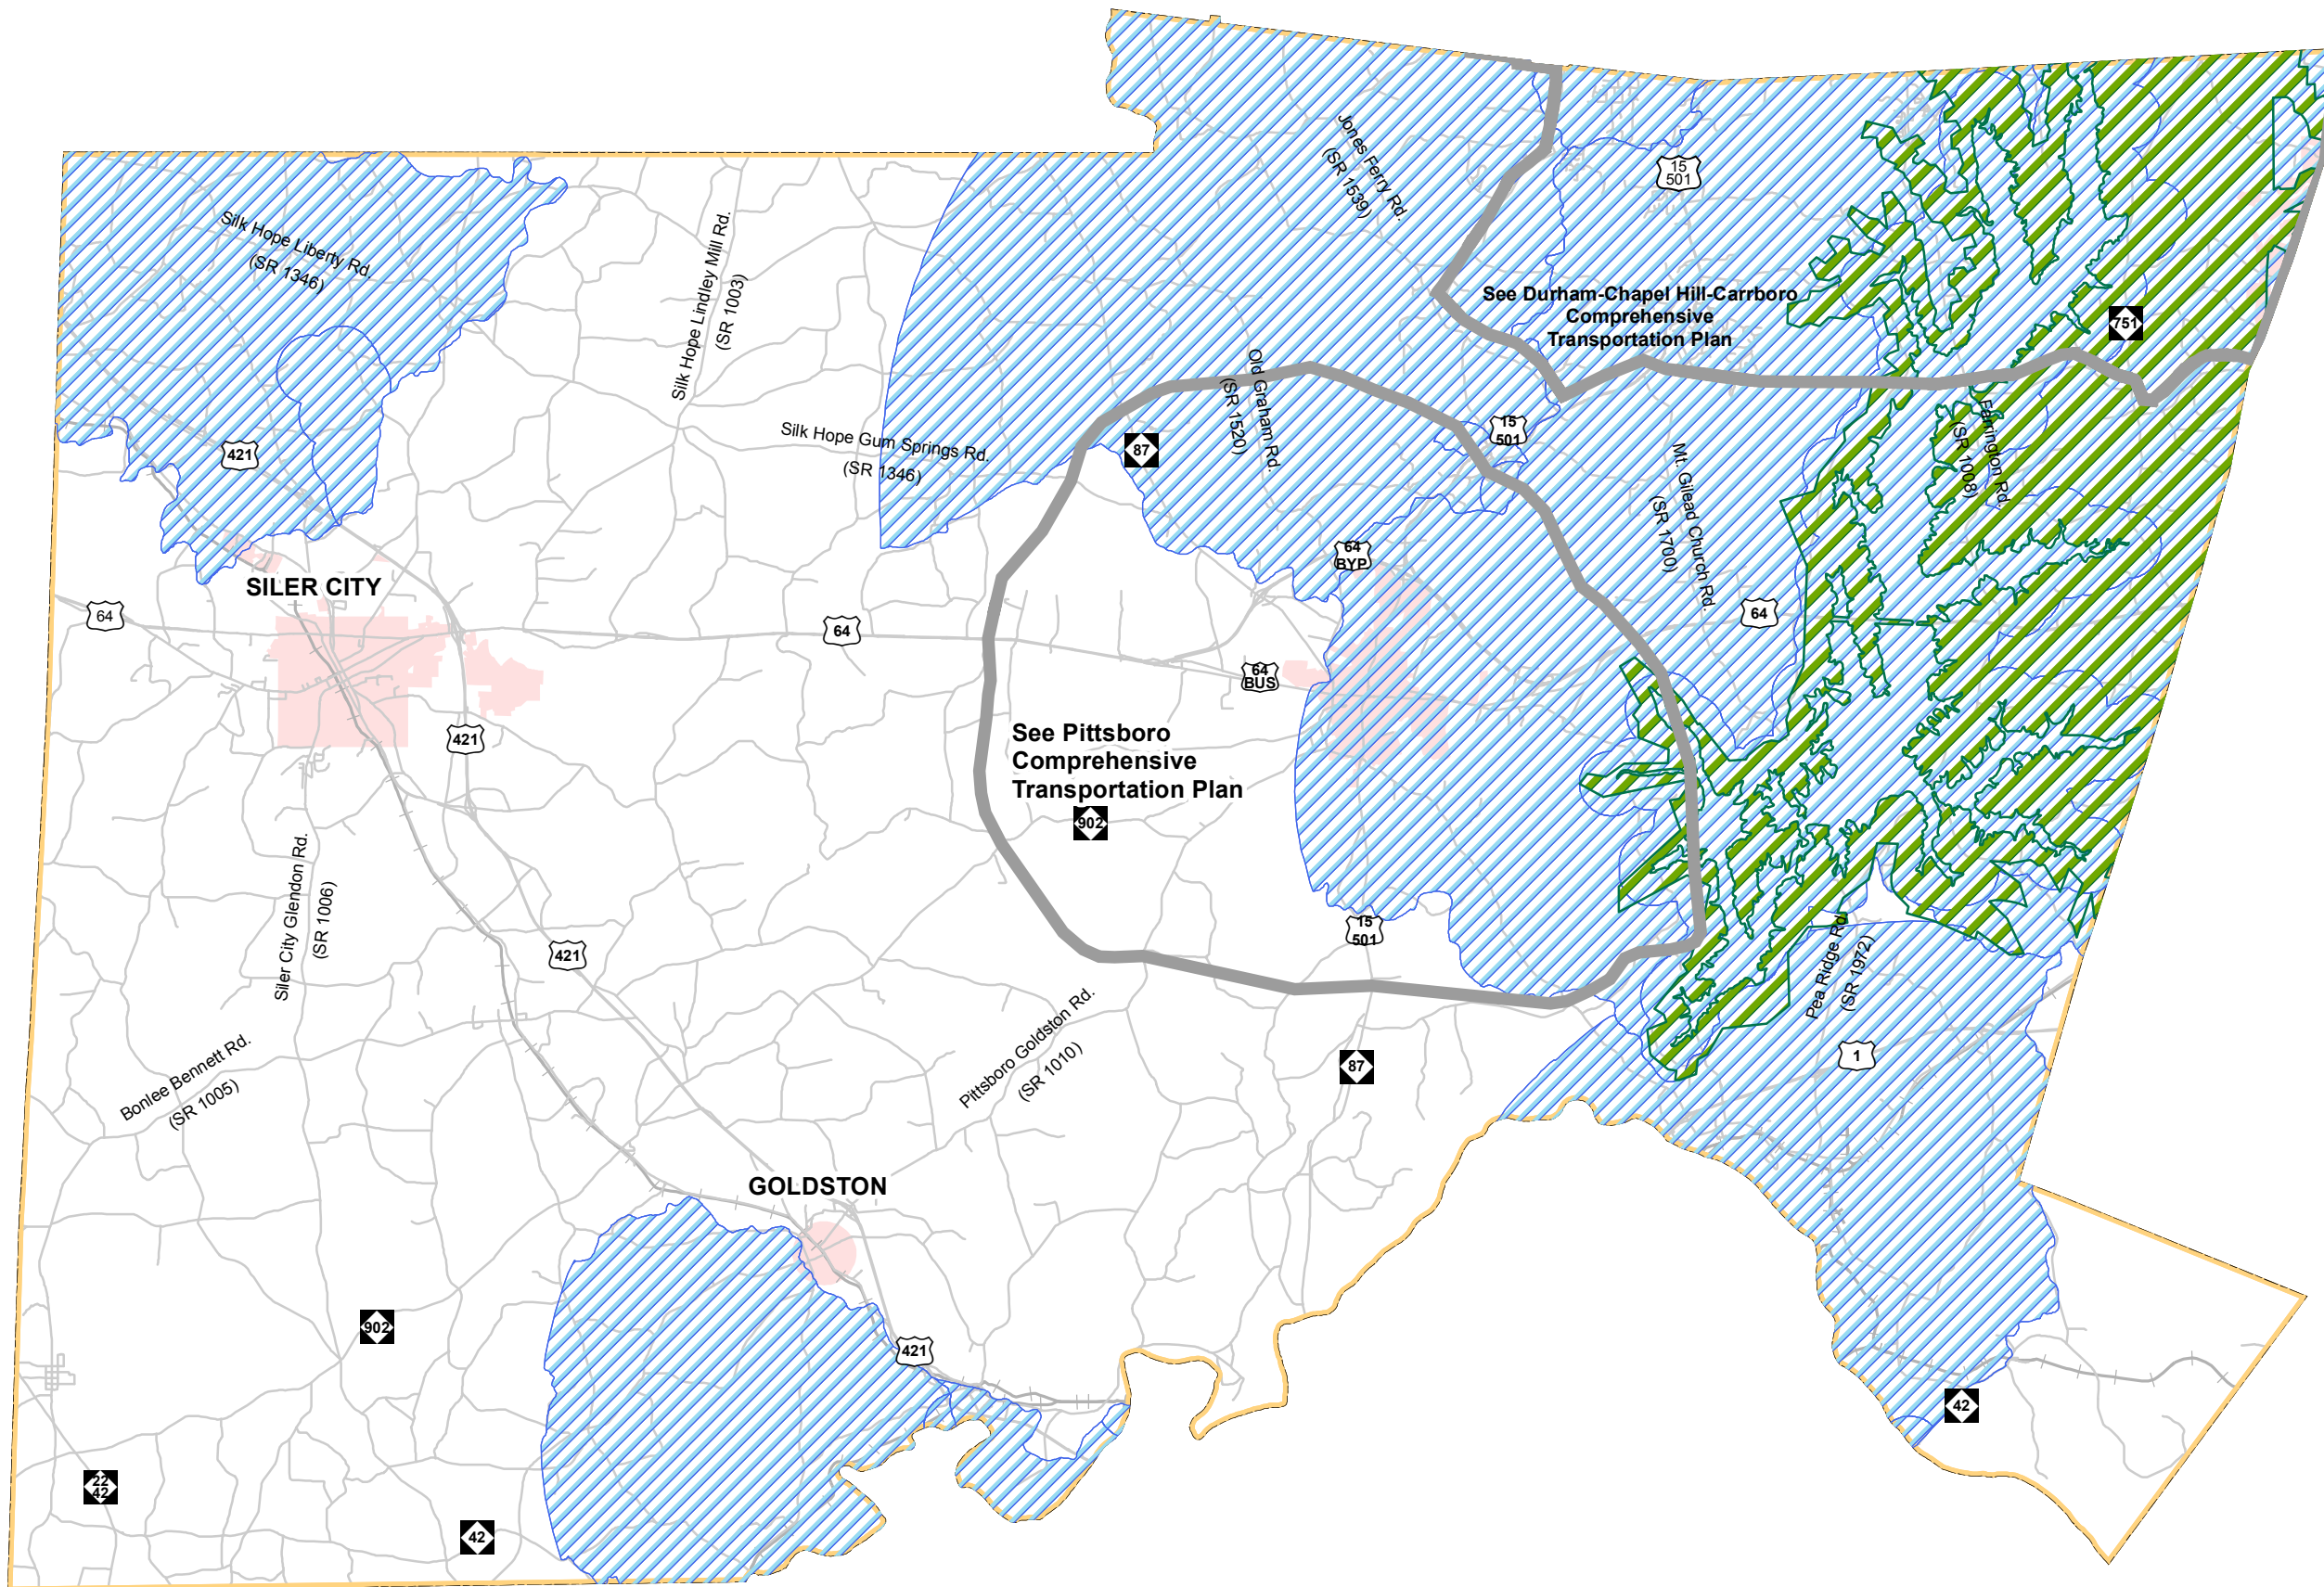 Jones Ferry Rd.
(SR 1539)
15
501
Silk Hope Liberty Rd.
(SR 1346)
Silk Hope Lindley Mill Rd.
(SR 1003)
See Durham-Chapel Hill-Carrboro
Comprehensive
Transportation Plan
751
Old Graham Rd.
(SR 1520)
Farrington Rd.
(SR 1008)
421
Silk Hope Gum Springs Rd.
(SR 1346)
87
15
501
Mt. Gilead Church Rd.
(SR 1700)
64
BYP
SILER CITY
64
64
64
64
BUS
421
See Pittsboro
Comprehensive
Transportation Plan
902
Siler City Glendon Rd.
(SR 1006)
421
15
501
Pea Ridge Rd.
(SR 1972)
Bonlee Bennett Rd.
(SR 1005)
Pittsboro Goldston Rd.
(SR 1010)
87
1
GOLDSTON
902
421
42
22
42
42